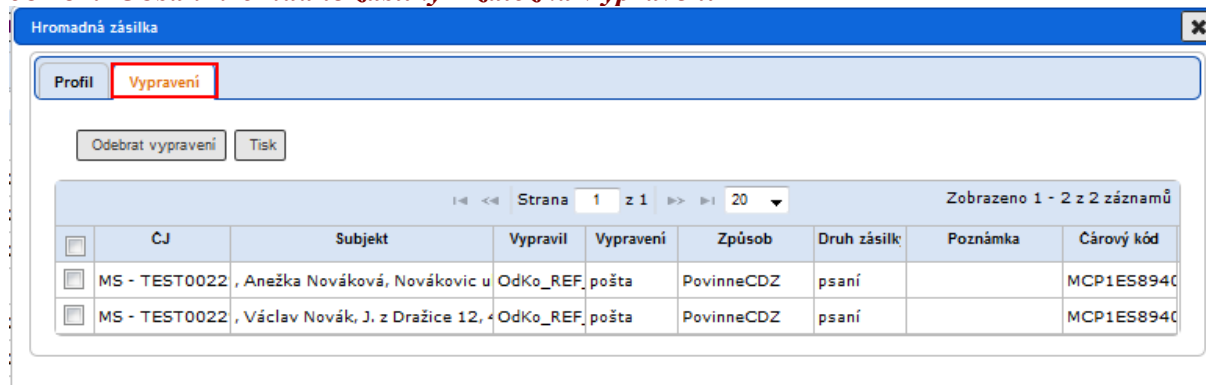 Hromadná zásilka
Profil Vypravení
Odebrat vypravení Tisk
Strana 1 z 1 20 Zobrazeno 1 - 2 z 2 záznamů
ČJ Subjekt Vypravil Vypravení Způsob Druh zásilky Poznámka Čárový kód
MS - TEST0022 , Anežka Nováková, Novákovic u OdKo_REF_ pošta PovinneCDZ psaní MCP1ES8940
MS - TEST0022 , Václav Novák, J. z Dražice 12, 4 OdKo_REF_ pošta PovinneCDZ psaní MCP1ES8940